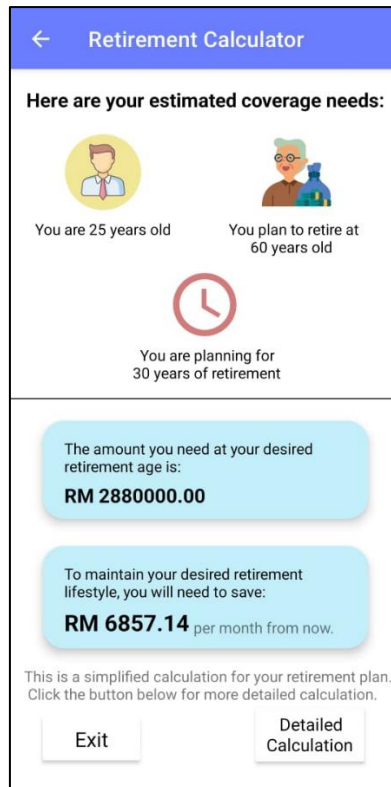 Retirement Calculator
Here are your estimated coverage needs:
You are 25 years old
You plan to retire at
60 years old
You are planning for
30 years of retirement
The amount you need at your desired
retirement age is:
RM 2880000.00
To maintain your desired retirement
lifestyle, you will need to save:
RM 6857.14 per month from now.
This is a simplified calculation for your retirement plan.
Click the button below for more detailed calculation.
Exit
Detailed
Calculation